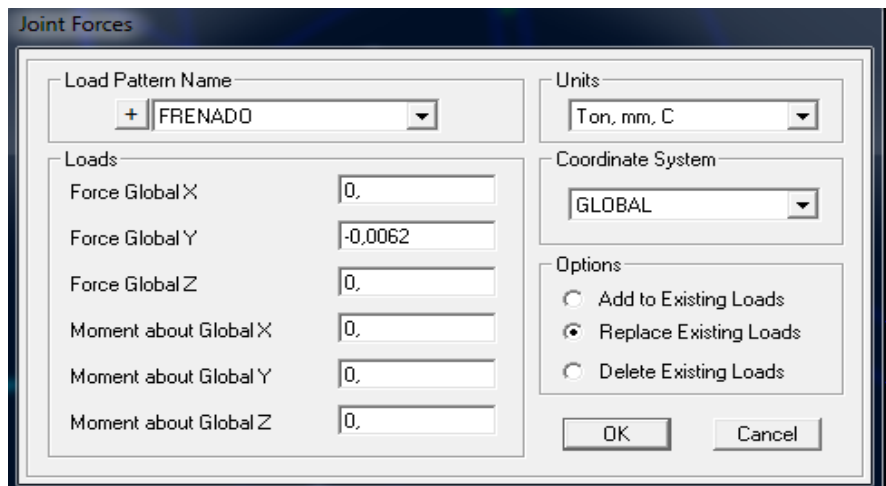 Joint Forces
Load Pattern Name
+ FRENADO
Units
Ton, mm, C
Loads
Force Global X 0,
Force Global Y -0,0062
Force Global Z 0,
Moment about Global X 0,
Moment about Global Y 0,
Moment about Global Z 0,
Coordinate System
GLOBAL
Options
Add to Existing Loads
Replace Existing Loads
Delete Existing Loads
OK Cancel